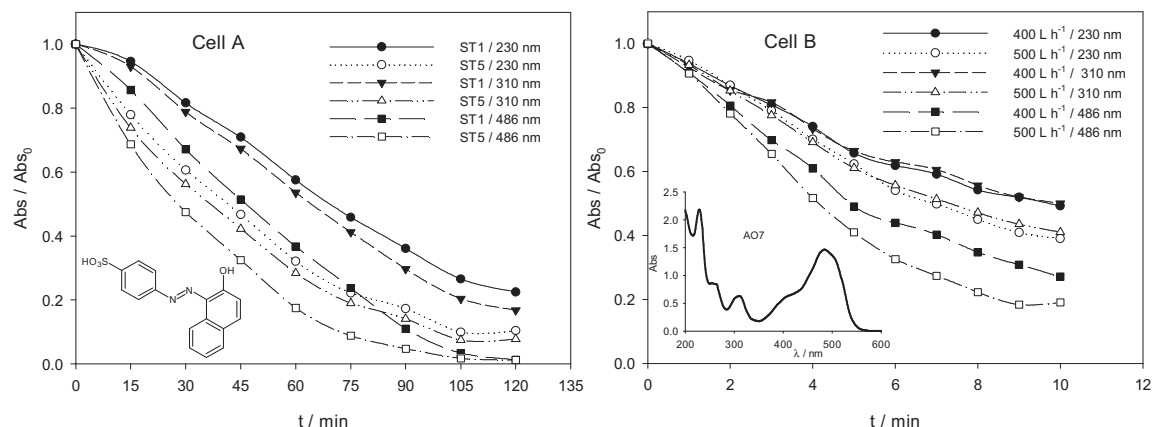 Cell A
ST1 / 230 nm
ST5 / 230 nm
ST1 / 310 nm
ST5 / 310 nm
ST1 / 486 nm
ST5 / 486 nm
Abs / Abs₀
1.0
0.8
0.6
0.4
0.2
0.0
HO₃S
N
N
OH
0 15 30 45 60 75 90 105 120 135
t / min
Cell B
400 L h⁻¹ / 230 nm
500 L h⁻¹ / 230 nm
400 L h⁻¹ / 310 nm
500 L h⁻¹ / 310 nm
400 L h⁻¹ / 486 nm
500 L h⁻¹ / 486 nm
Abs / Abs₀
1.0
0.8
0.6
0.4
0.2
0.0
AO7
Abs
2.5
2.0
1.5
1.0
0.5
0.0
200 300 400 500 600
λ / nm
0 2 4 6 8 10 12
t / min